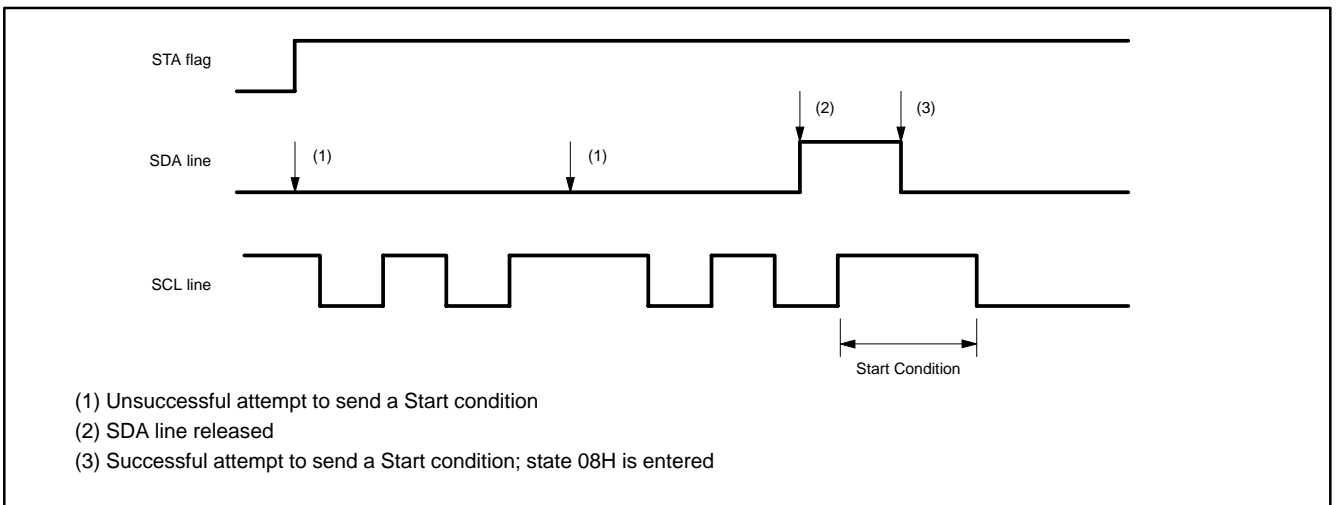 STA flag
(2)
(3)
SDA line
(1)
(1)
SCL line
Start Condition
(1) Unsuccessful attempt to send a Start condition
(2) SDA line released
(3) Successful attempt to send a Start condition; state 08H is entered